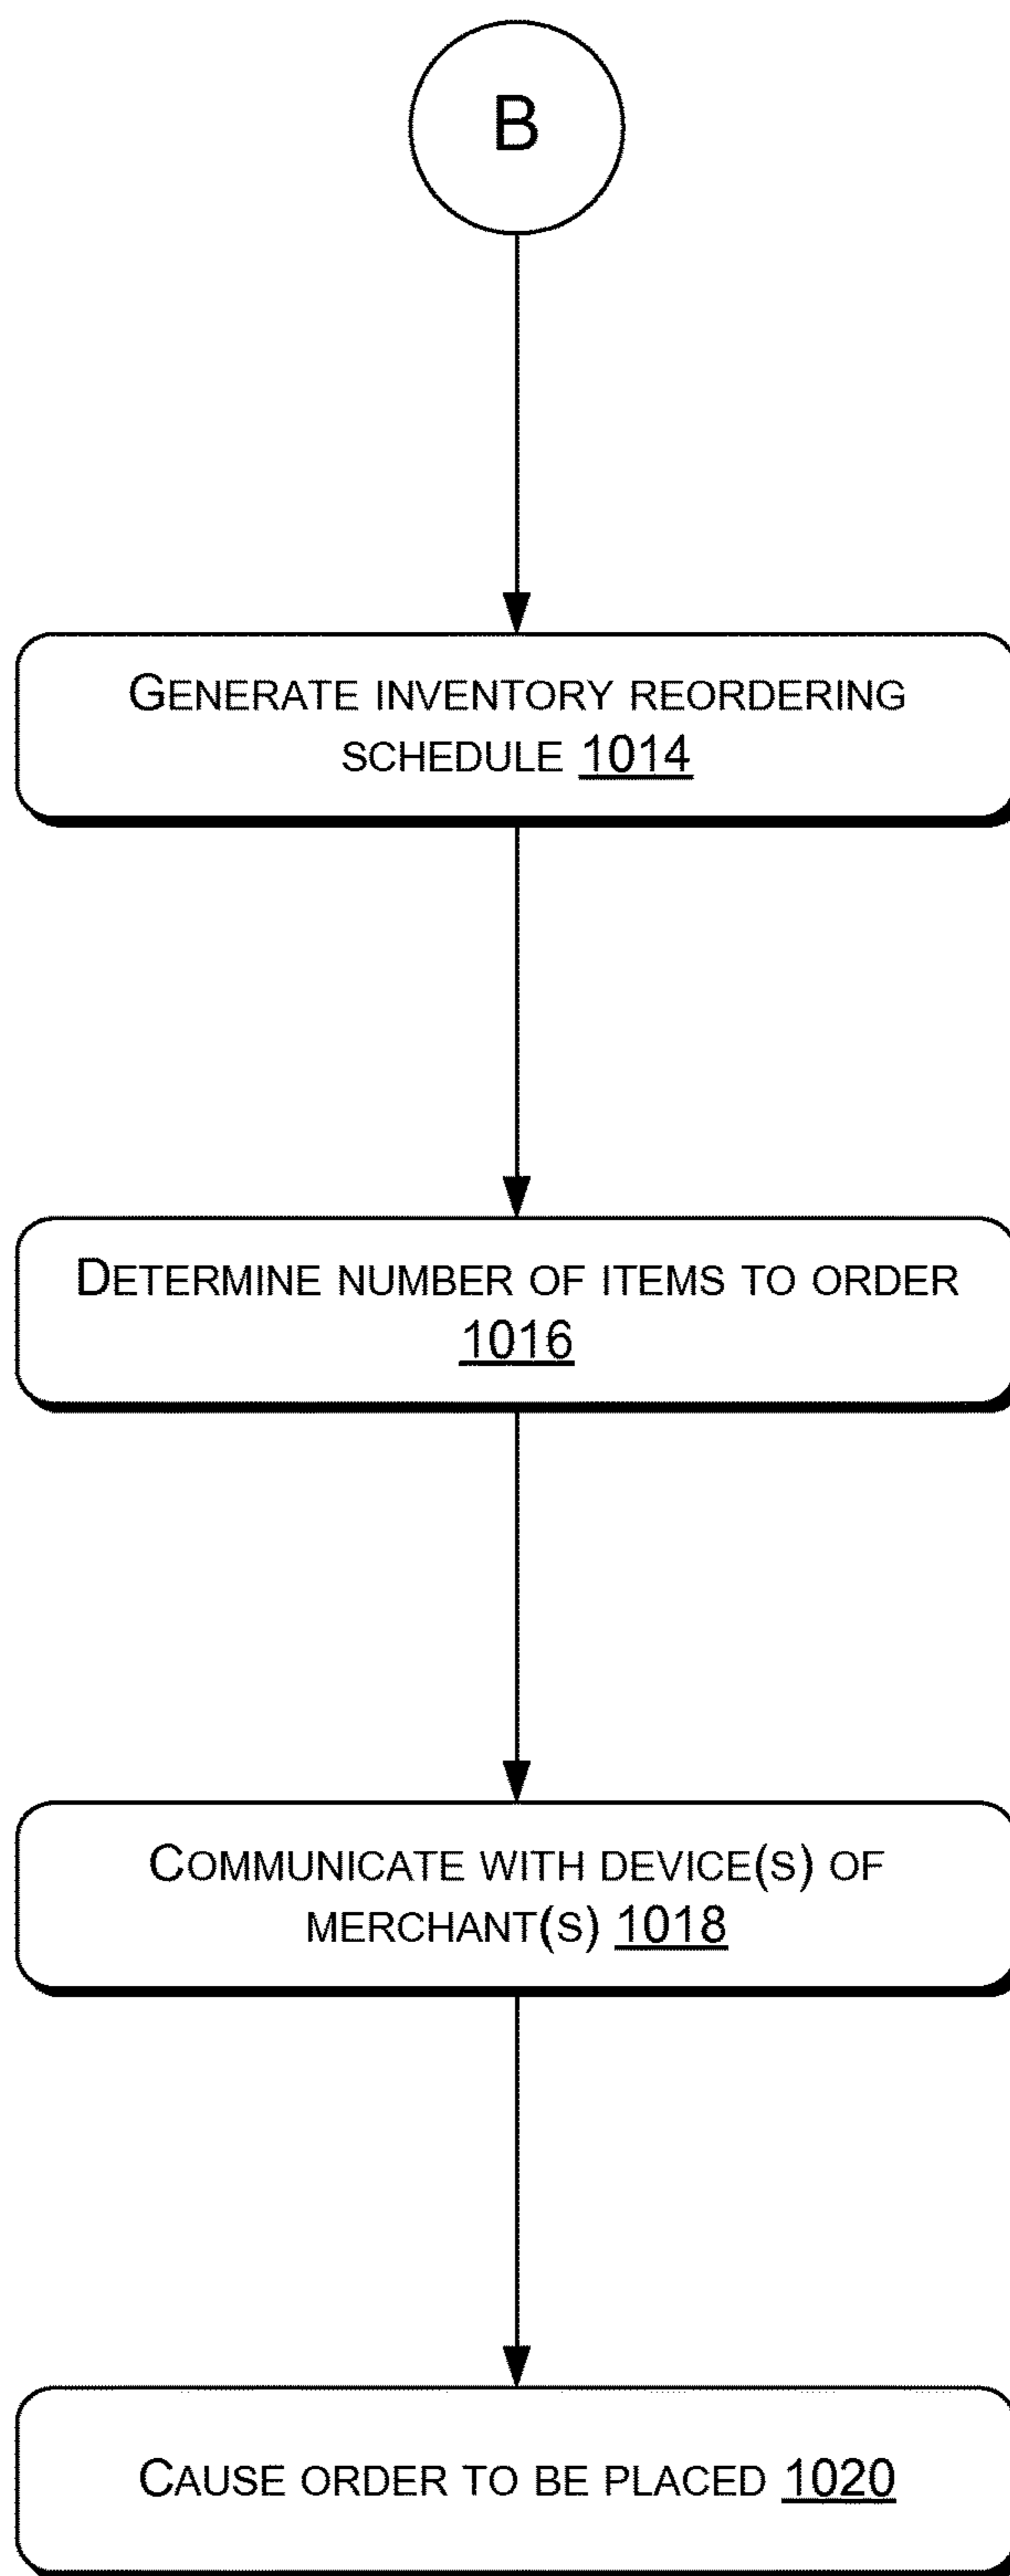 B
GENERATE INVENTORY REORDERING
SCHEDULE 1014
DETERMINE NUMBER OF ITEMS TO ORDER
1016
COMMUNICATE WITH DEVICE(S) OF
MERCHANT(S) 1018
CAUSE ORDER TO BE PLACED 1020